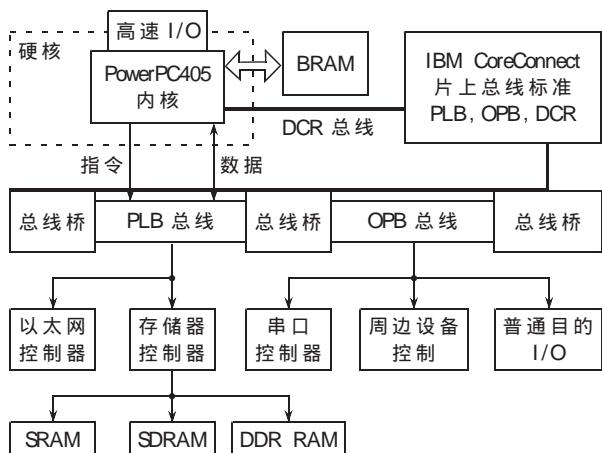 高速 I/O
硬核
PowerPC405
内核
BRAM
IBM CoreConnect
片上总线标准
PLB, OPB, DCR
DCR 总线
指令
数据
总线桥
PLB 总线
总线桥
OPB 总线
总线桥
以太网
控制器
存储器
控制器
串口
控制器
周边设备
控制
普通目的
I/O
SRAM
SDRAM
DDR RAM